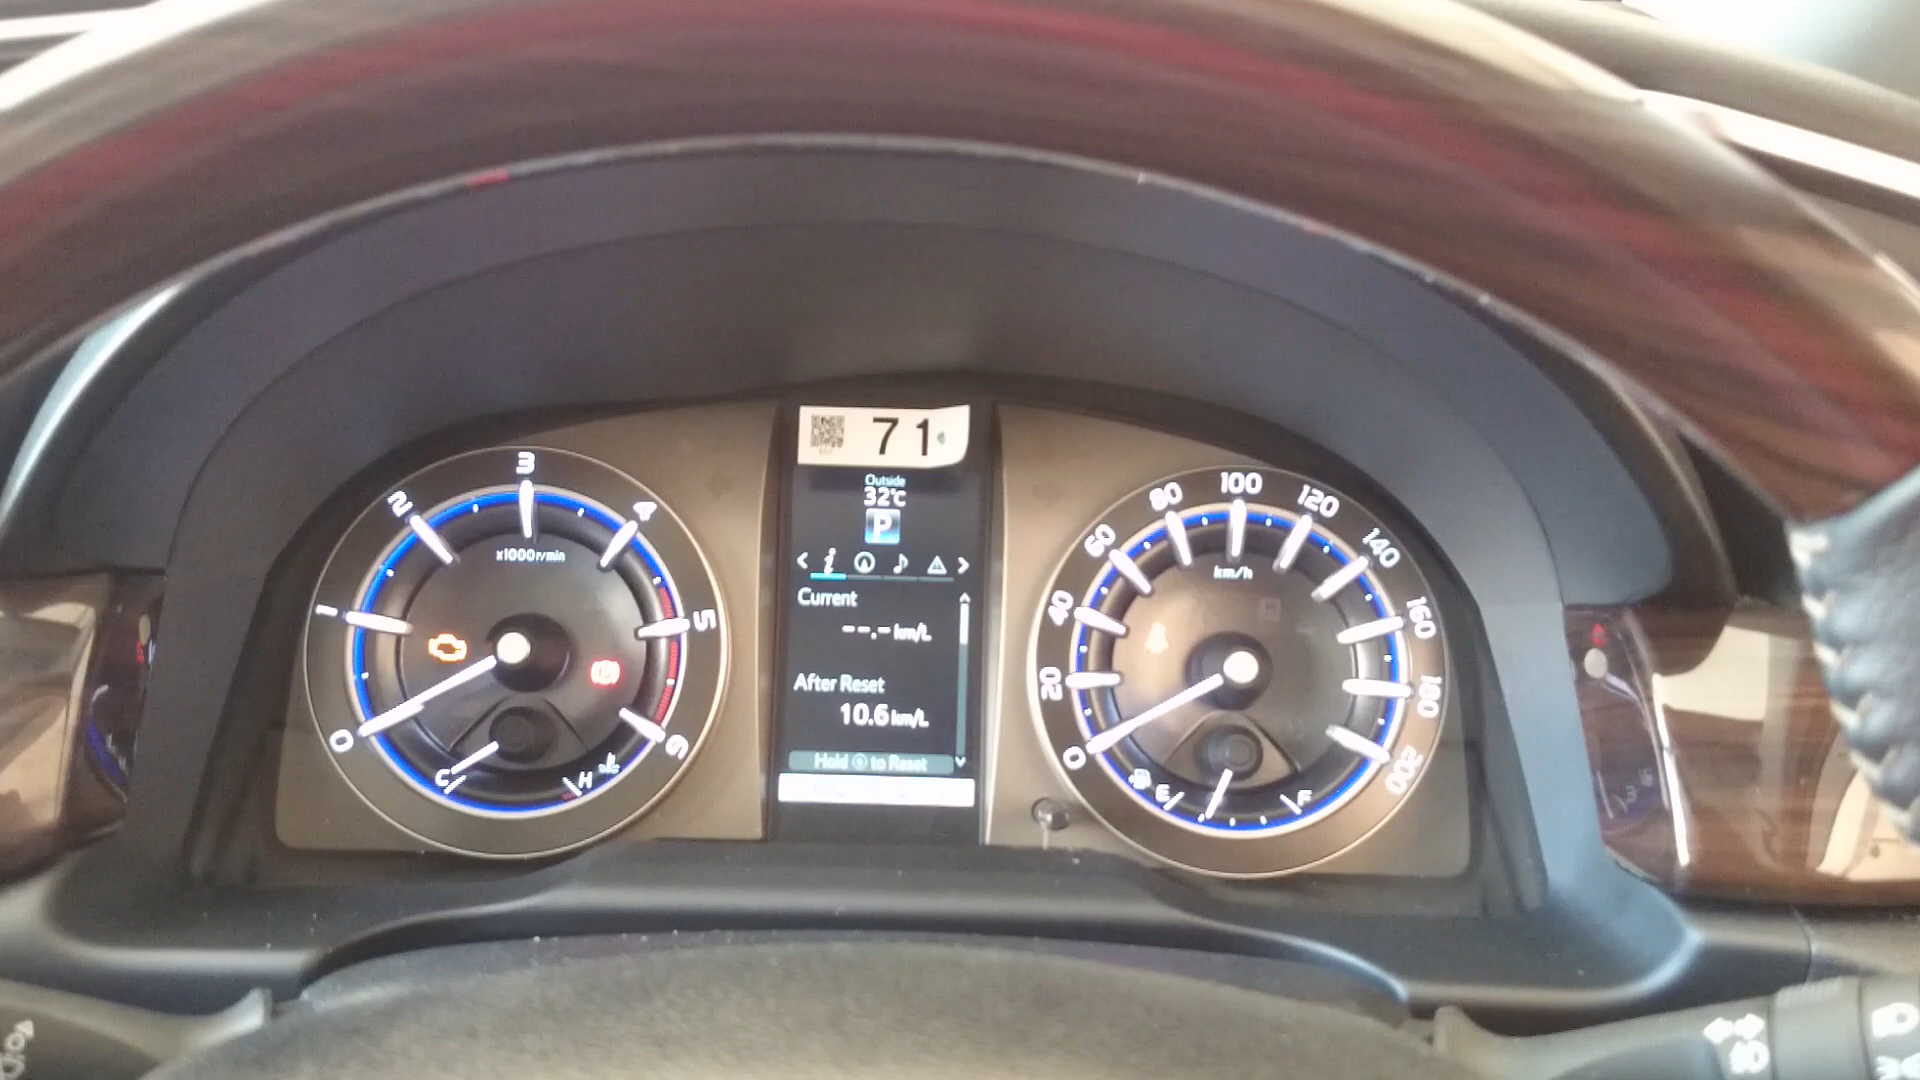 71
Outside
32℃
P
Current
--.- km/L
After Reset
10.6 km/L
Hold to Reset
0
1
2
3
4
5
6
x1000r/min
C
H
0
20
40
60
80
100
120
140
160
180
200
km/h
E
F